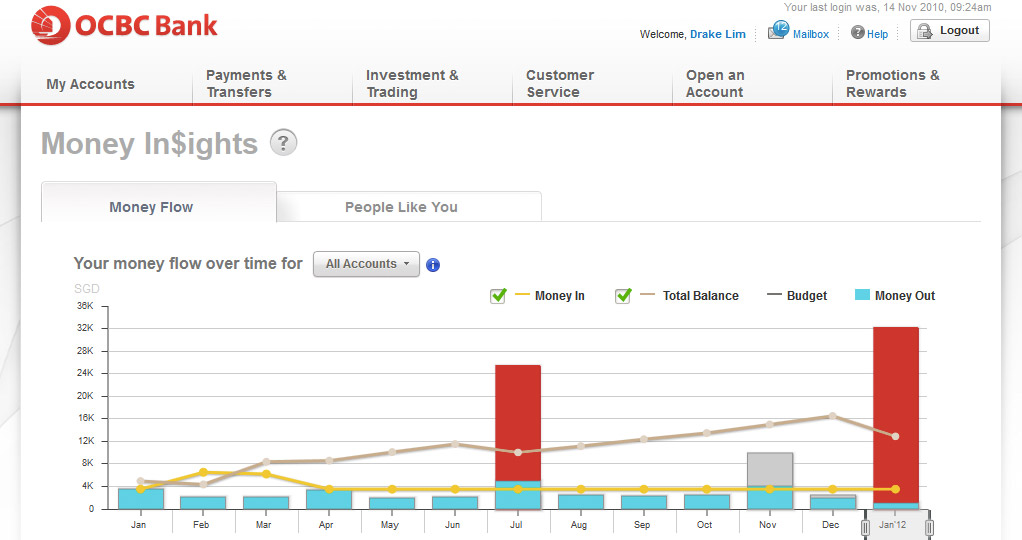 Your last login was, 14 Nov 2010, 09:24am
OCBC Bank
Welcome, Drake Lim
12
Mailbox
Help
Logout
My Accounts
Payments &
Transfers
Investment &
Trading
Customer
Service
Open an
Account
Promotions &
Rewards
Money In$ights ?
Money Flow
People Like You
Your money flow over time for All Accounts i
SGD
Money In
Total Balance
Budget
Money Out
36K
32K
28K
24K
20K
16K
12K
8K
4K
0
Jan Feb Mar Apr May Jun Jul Aug Sep Oct Nov Dec Jan'12